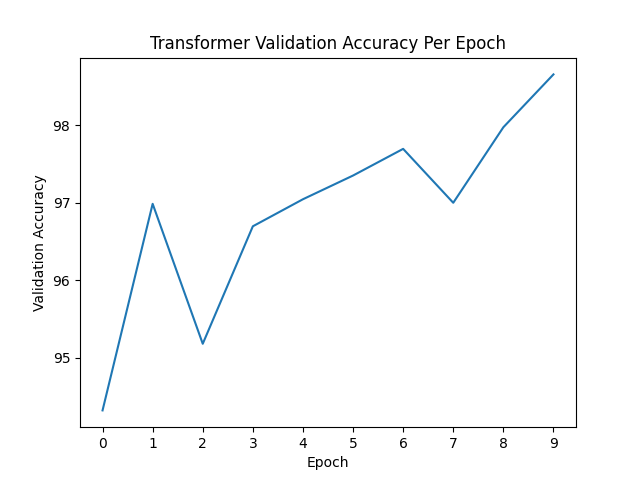 Transformer Validation Accuracy Per Epoch
98
97
96
95
Validation Accuracy
0 1 2 3 4 5 6 7 8 9
Epoch